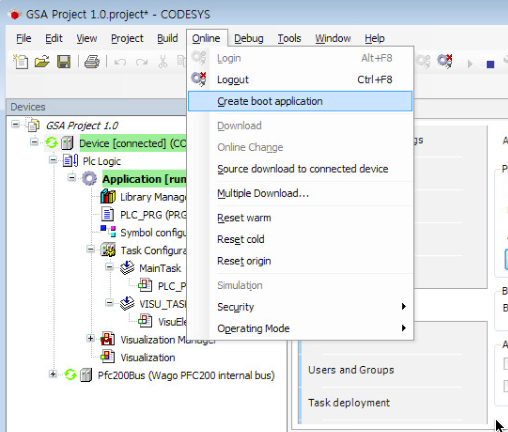 GSA Project 1.0.project* - CODESYS
File Edit View Project Build Online Debug Tools Window Help
Login Alt+F8
Logout Ctrl+F8
Create boot application
Download
Online Change
Source download to connected device
Multiple Download...
Reset warm
Reset cold
Reset origin
Simulation
Security
Operating Mode
Devices
GSA Project 1.0
Device [connected] (CO
Plc Logic
Application [run
Library Manage
PLC_PRG (PRG
Symbol configu
Task Configura
MainTask
PLC_P
VISU_TASK
VisuEle
Visualization Manager
Visualization
Pfc200Bus (Wago PFC200 internal bus)
gs
Users and Groups
Task deployment